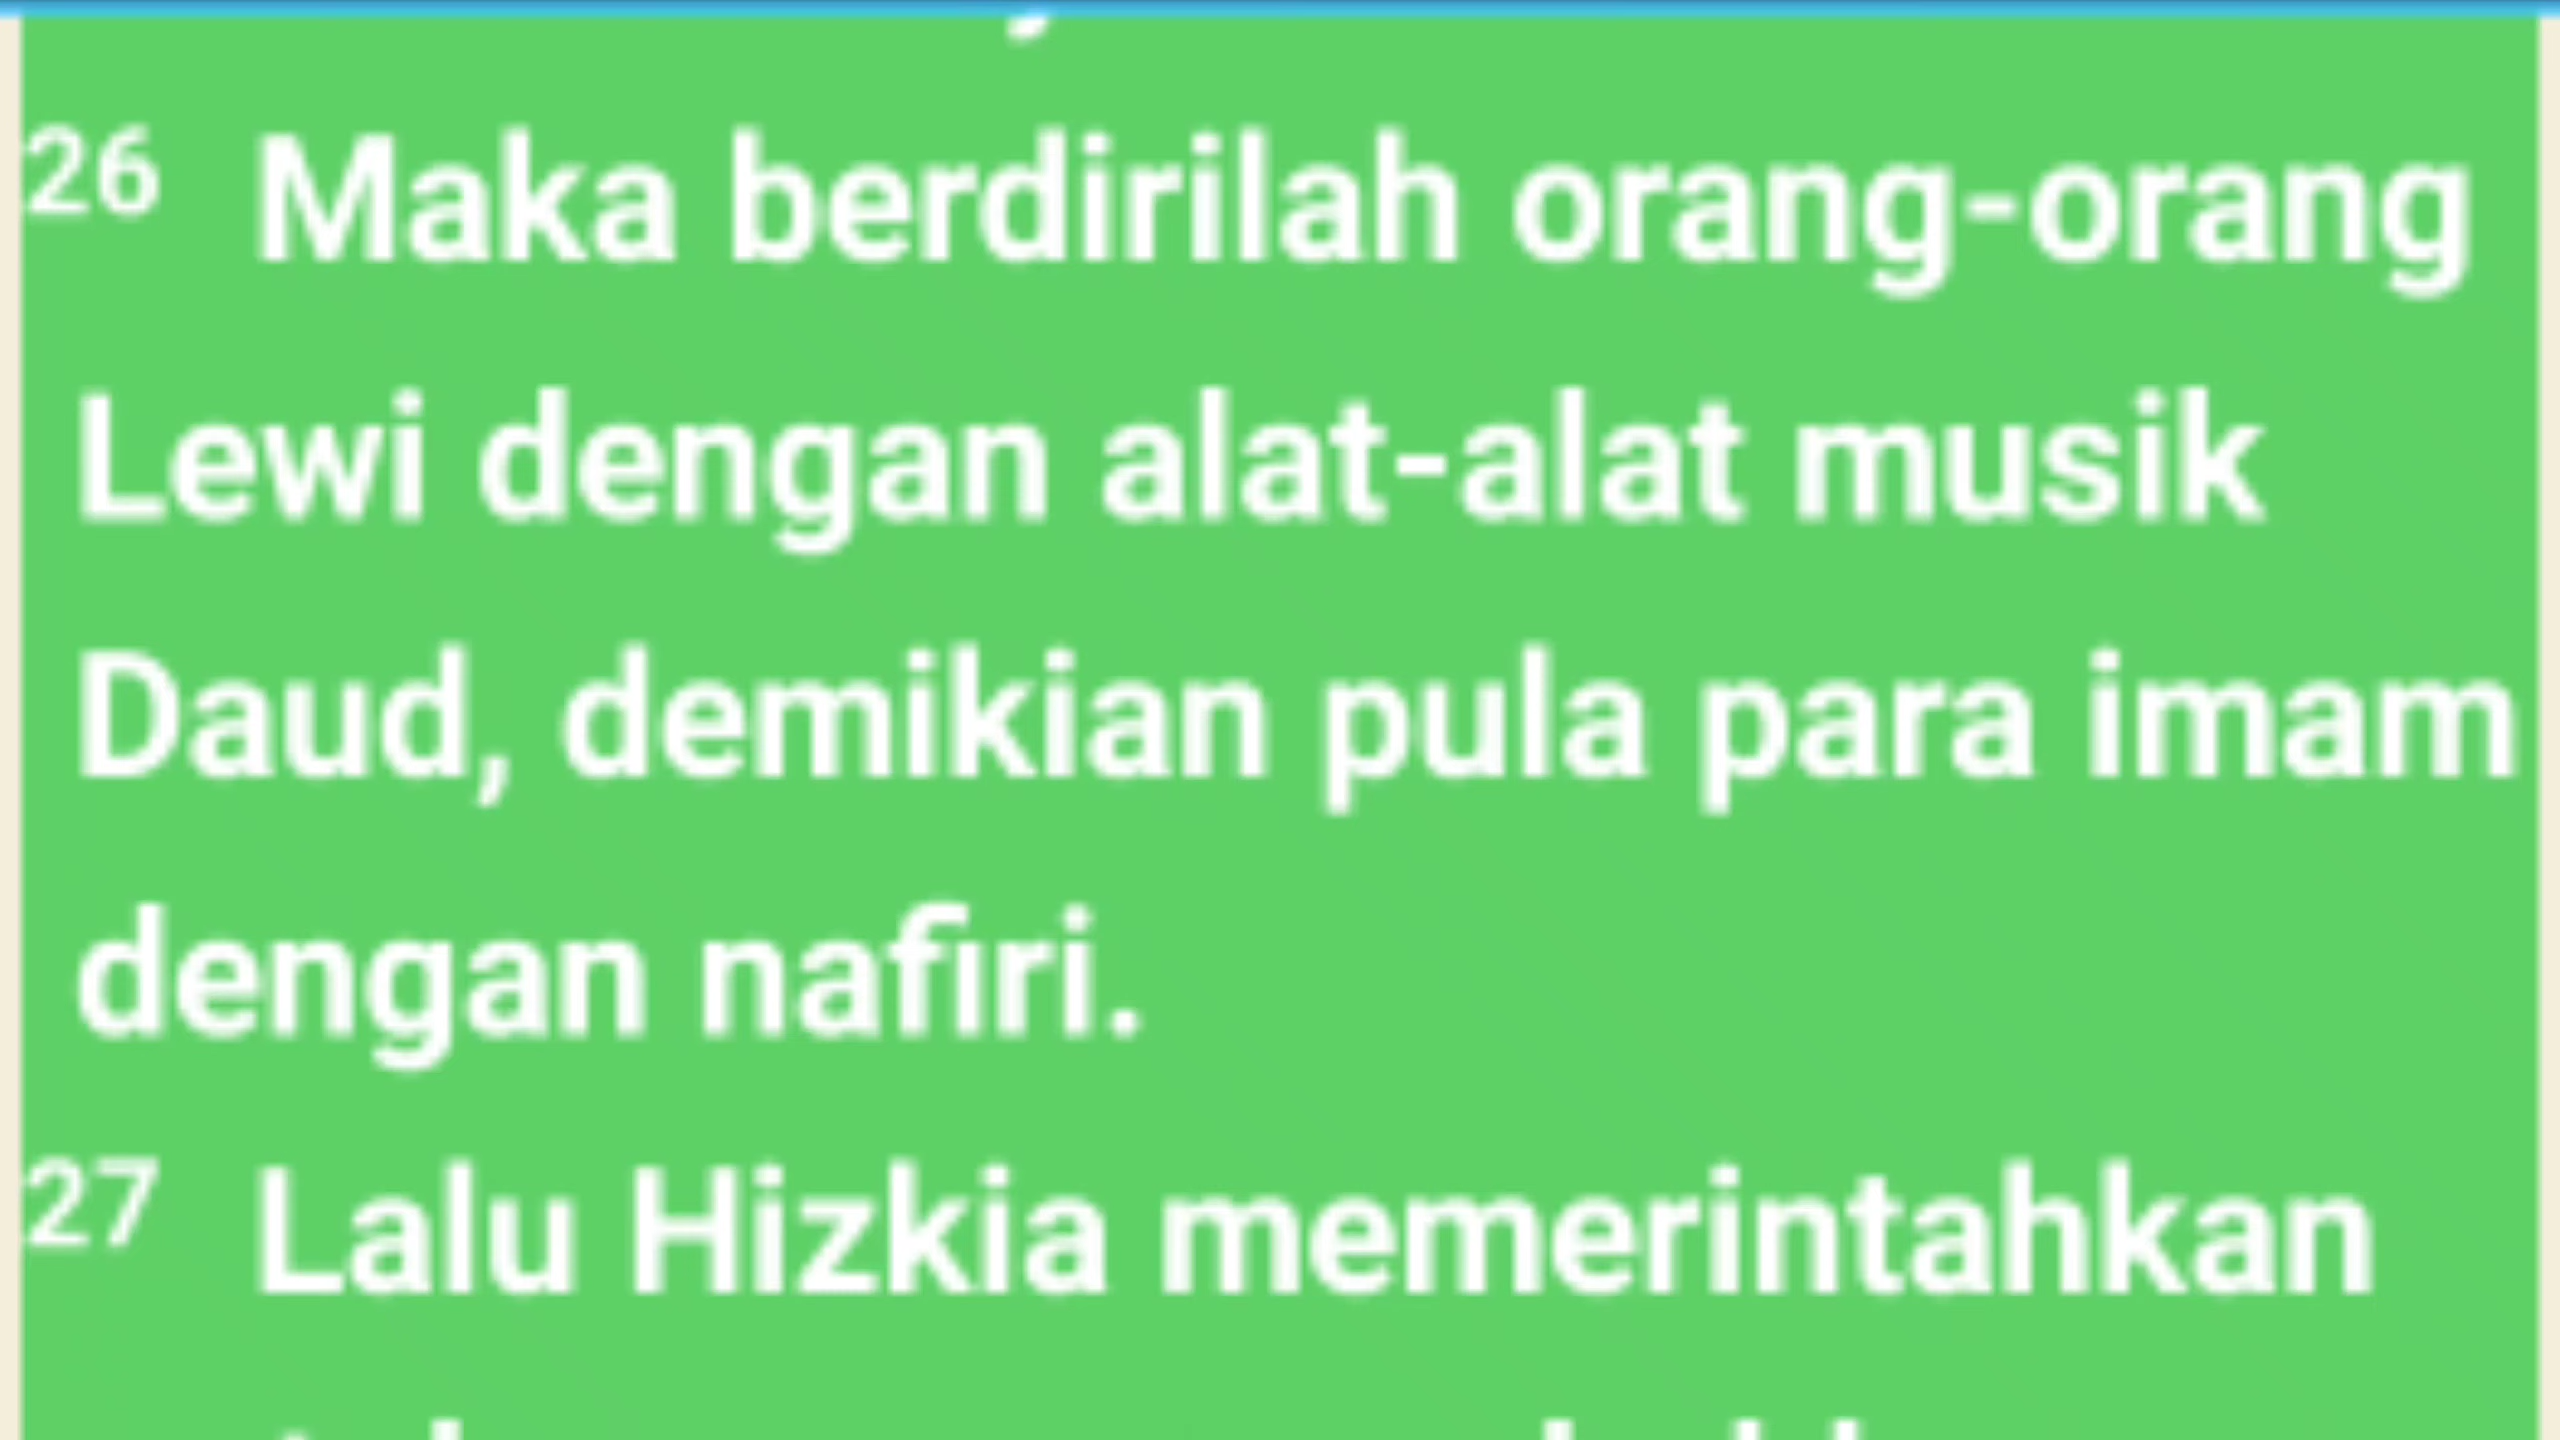 26 Maka berdirilah orang-orang
Lewi dengan alat-alat musik
Daud, demikian pula para imam
dengan nafiri.
27 Lalu Hizkia memerintahkan